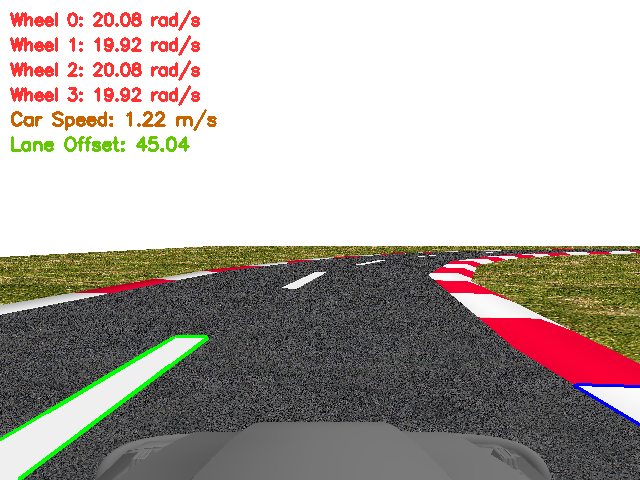 Wheel 0: 20.08 rad/s
Wheel 1: 19.92 rad/s
Wheel 2: 20.08 rad/s
Wheel 3: 19.92 rad/s
Car Speed: 1.22 m/s
Lane Offset: 45.04